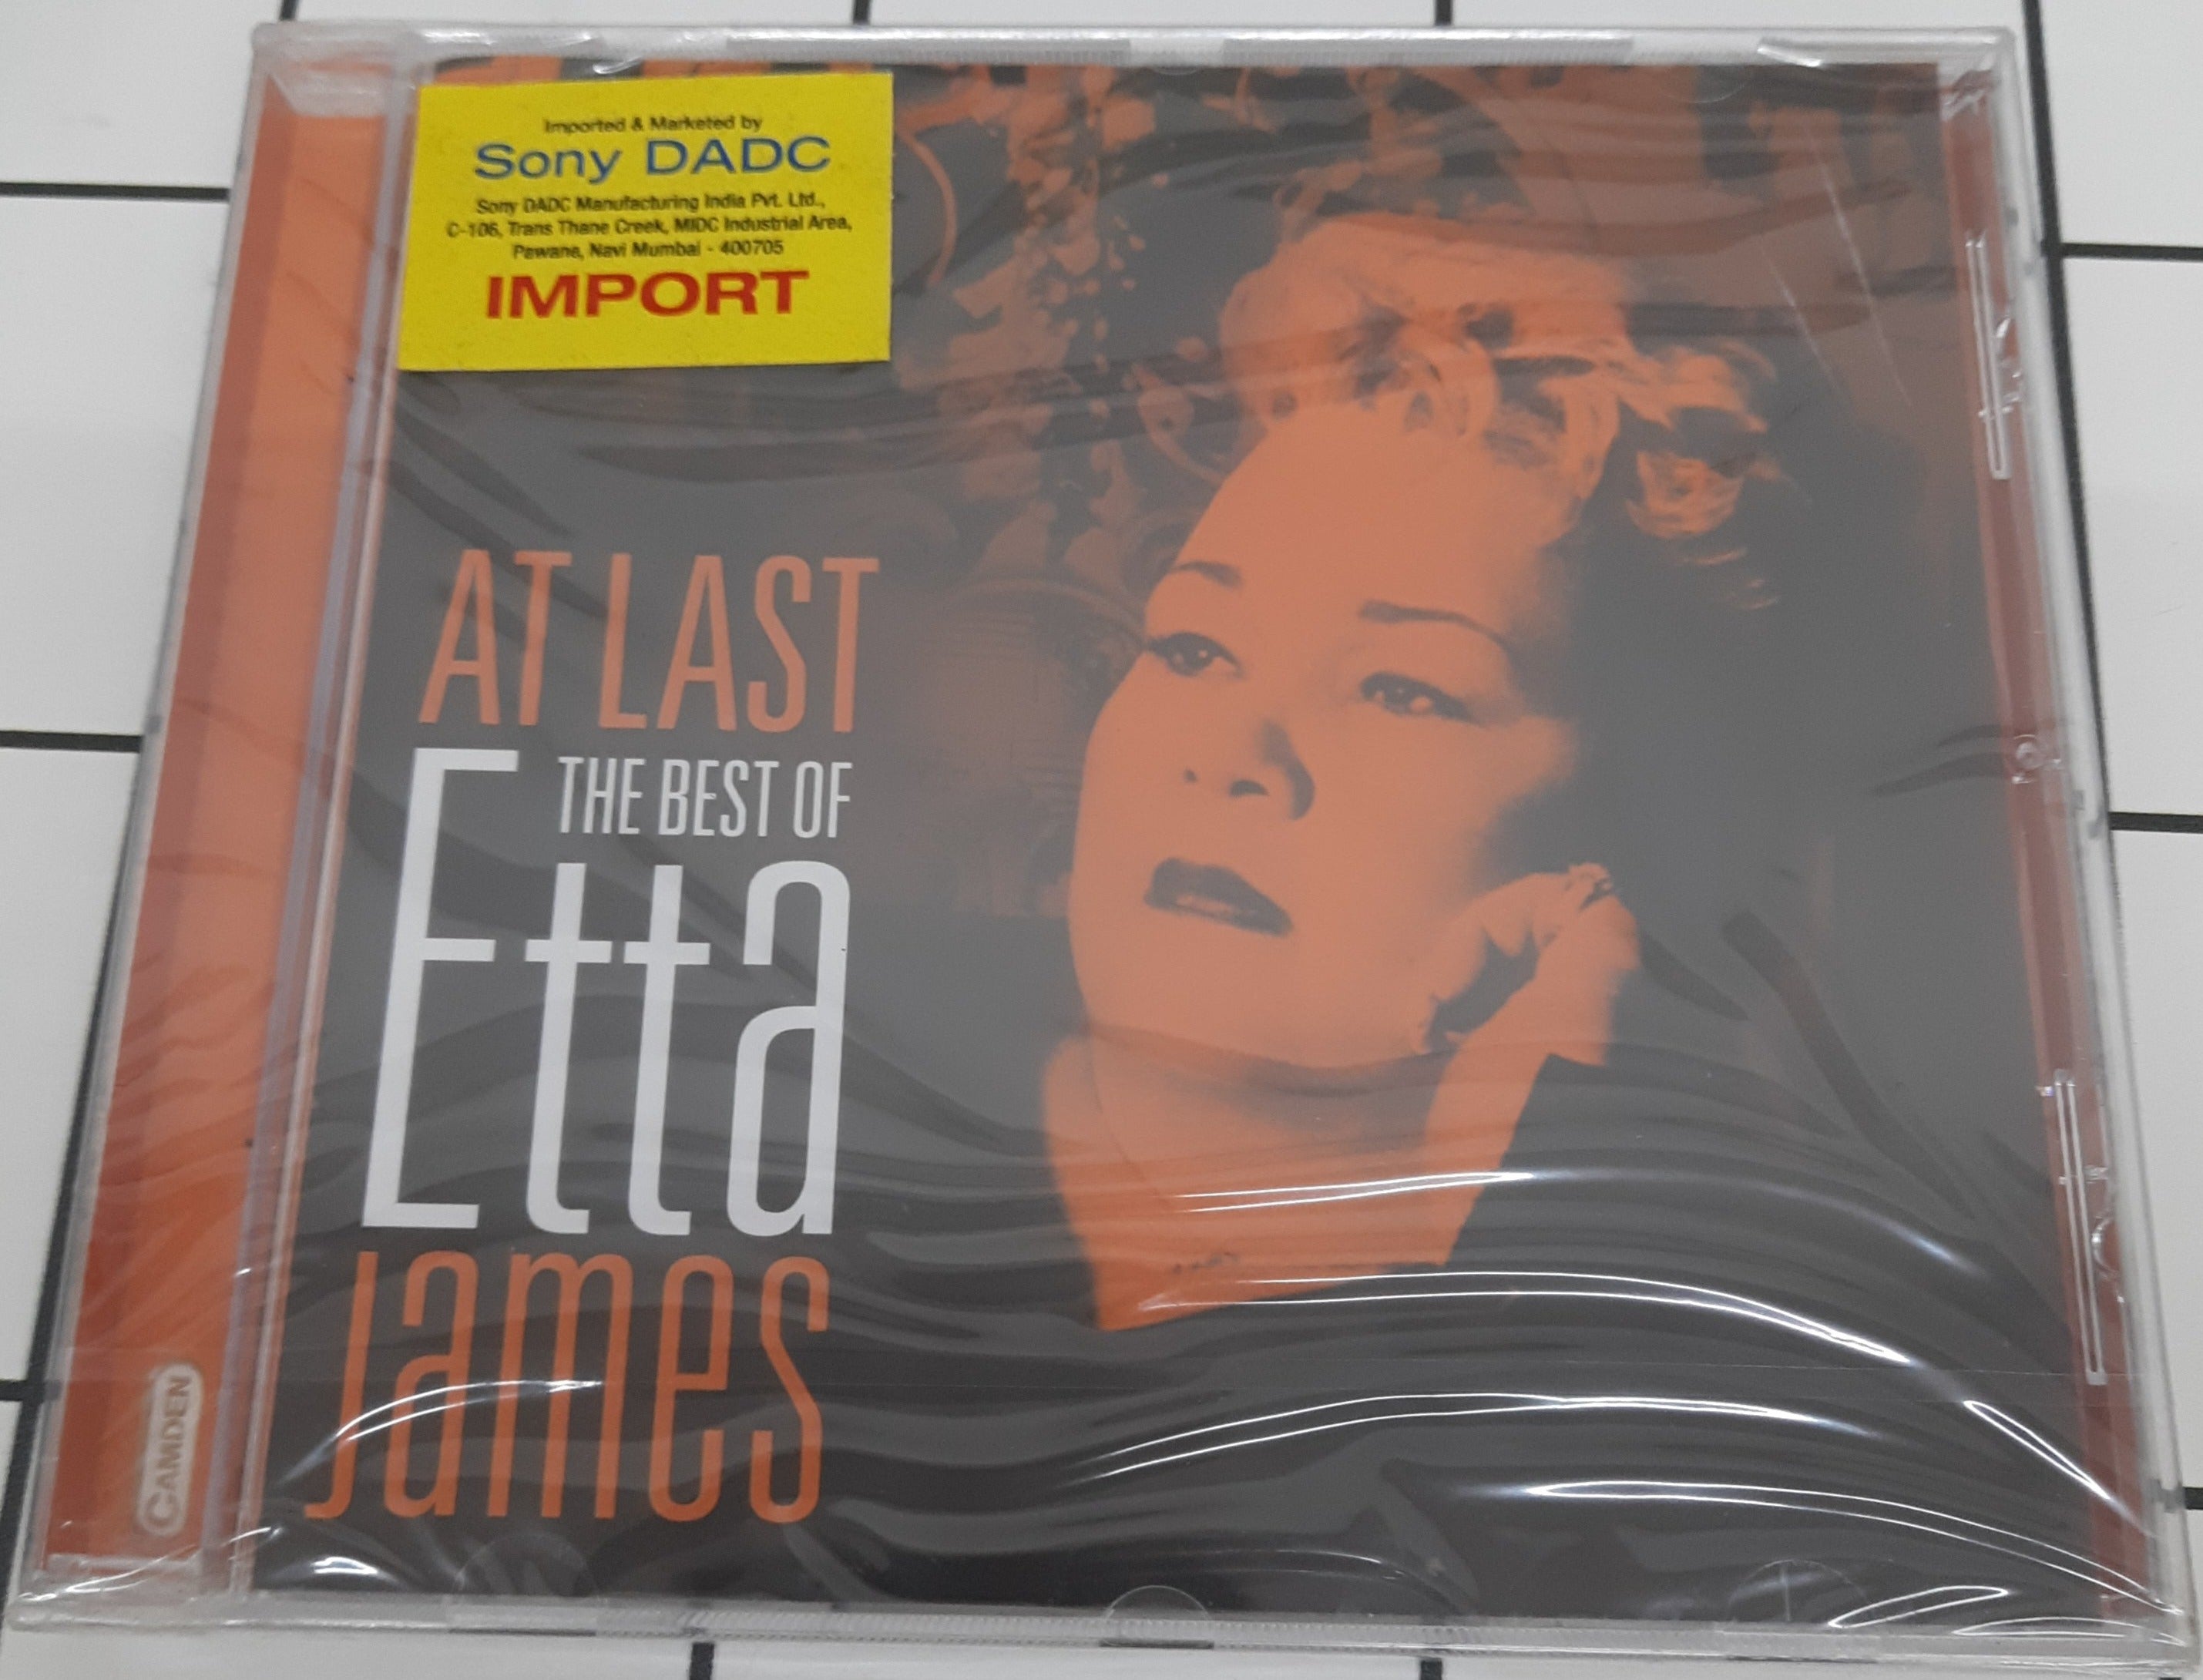 Imported & Marketed by
Sony DADC
Sony DADC Manufacturing India Pvt. Ltd.,
C-106, Trans Thane Creek, MIDC Industrial Area,
Pawane, Navi Mumbai - 400705
IMPORT
AT LAST
THE BEST OF
Etta
james
CAMDEN